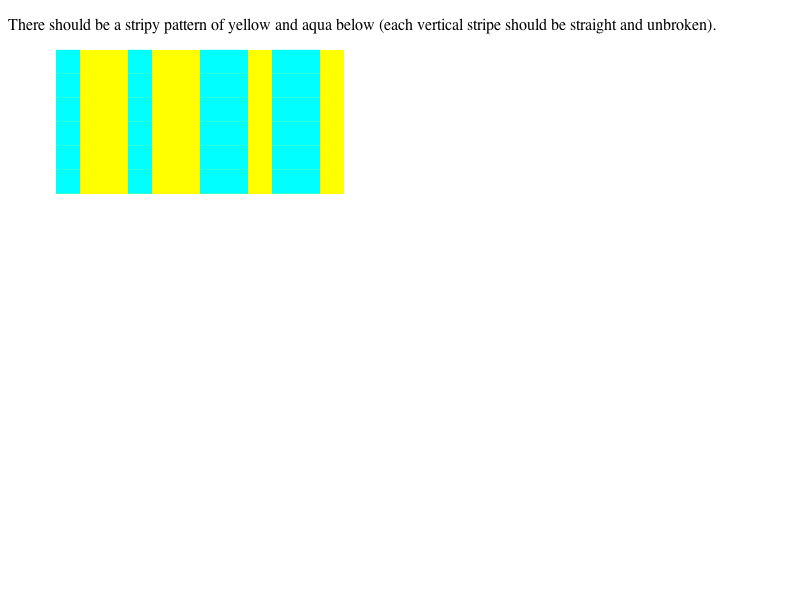 There should be a stripy pattern of yellow and aqua below (each vertical stripe should be straight and unbroken).